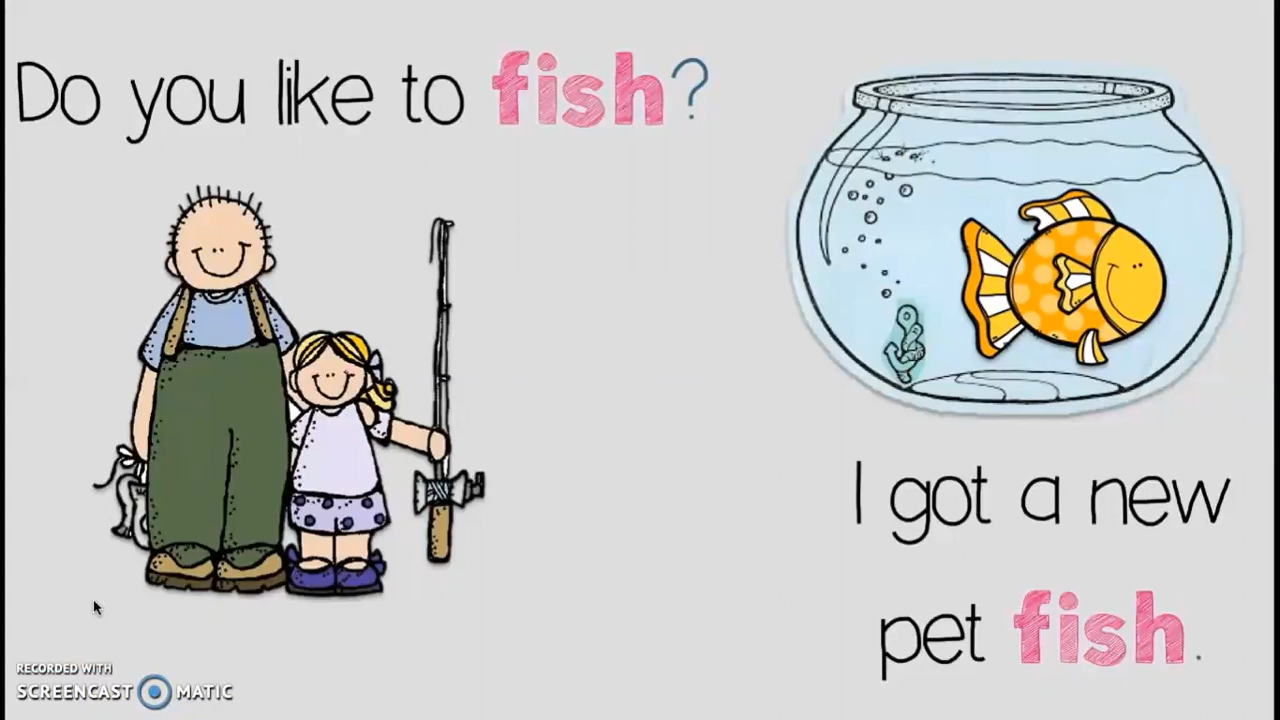 Do you like to fish?
I got a new
pet fish.
RECORDED WITH
SCREENCAST MATIC